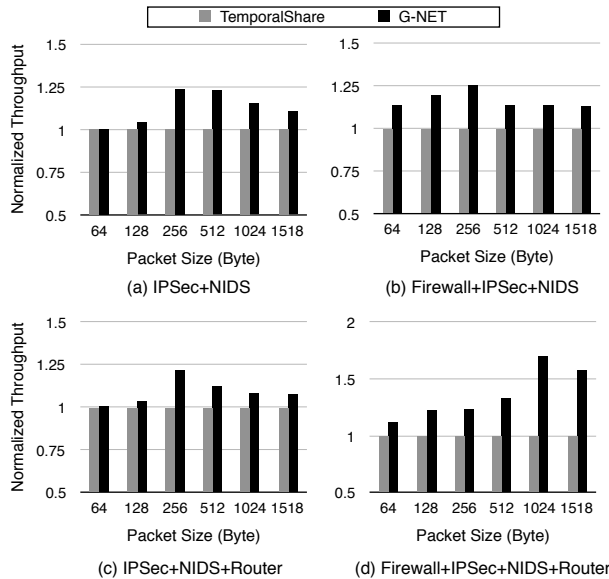 TemporalShare G-NET
Normalized Throughput
1.5
1.25
1
0.75
0.5
64 128 256 512 1024 1518
Packet Size (Byte)
(a) IPSec+NIDS
1.5
1.25
1
0.75
0.5
64 128 256 512 1024 1518
Packet Size (Byte)
(b) Firewall+IPSec+NIDS
Normalized Throughput
1.5
1.25
1
0.75
0.5
64 128 256 512 1024 1518
Packet Size (Byte)
(c) IPSec+NIDS+Router
2
1.5
1
0.5
64 128 256 512 1024 1518
Packet Size (Byte)
(d) Firewall+IPSec+NIDS+Router